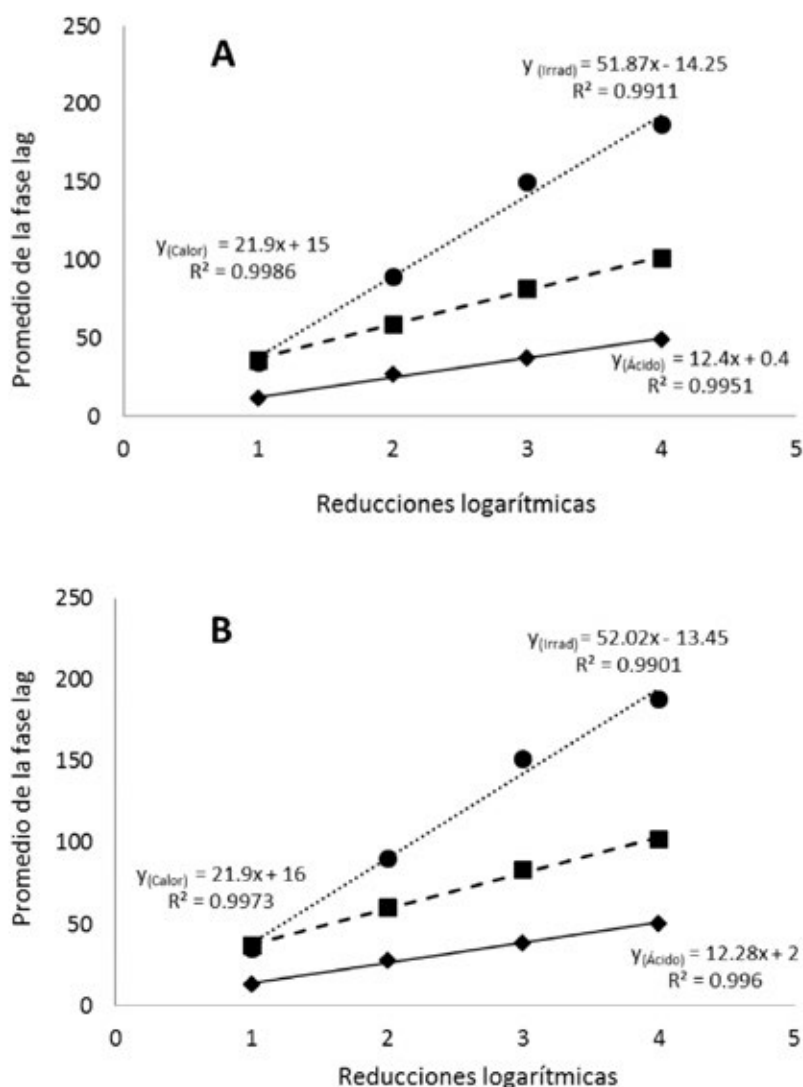 A
250
200
150
100
50
0
y (Irrad) = 51.87x - 14.25
R² = 0.9911
y(Calor) = 21.9x + 15
R² = 0.9986
y(Ácido) = 12.4x + 0.4
R² = 0.9951
Promedio de la fase lag
0 1 2 3 4 5
Reducciones logarítmicas
B
250
200
150
100
50
0
y(Irrad) = 52.02x - 13.45
R² = 0.9901
y(Calor) = 21.9x + 16
R² = 0.9973
y(Ácido) = 12.28x + 2
R² = 0.996
Promedio de la fase lag
0 1 2 3 4 5
Reducciones logarítmicas